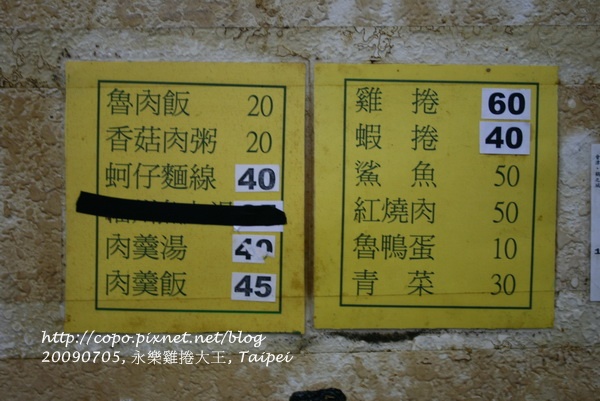 魯肉飯 20
香菇肉粥 20
蚵仔麵線 40
肉羹湯 40
肉羹飯 45
雞捲 60
蝦捲 40
鯊魚 50
紅燒肉 50
魯鴨蛋 10
青菜 30
http://copo.pixnet.net/blog
20090705, 永樂雞捲大王, Taipei